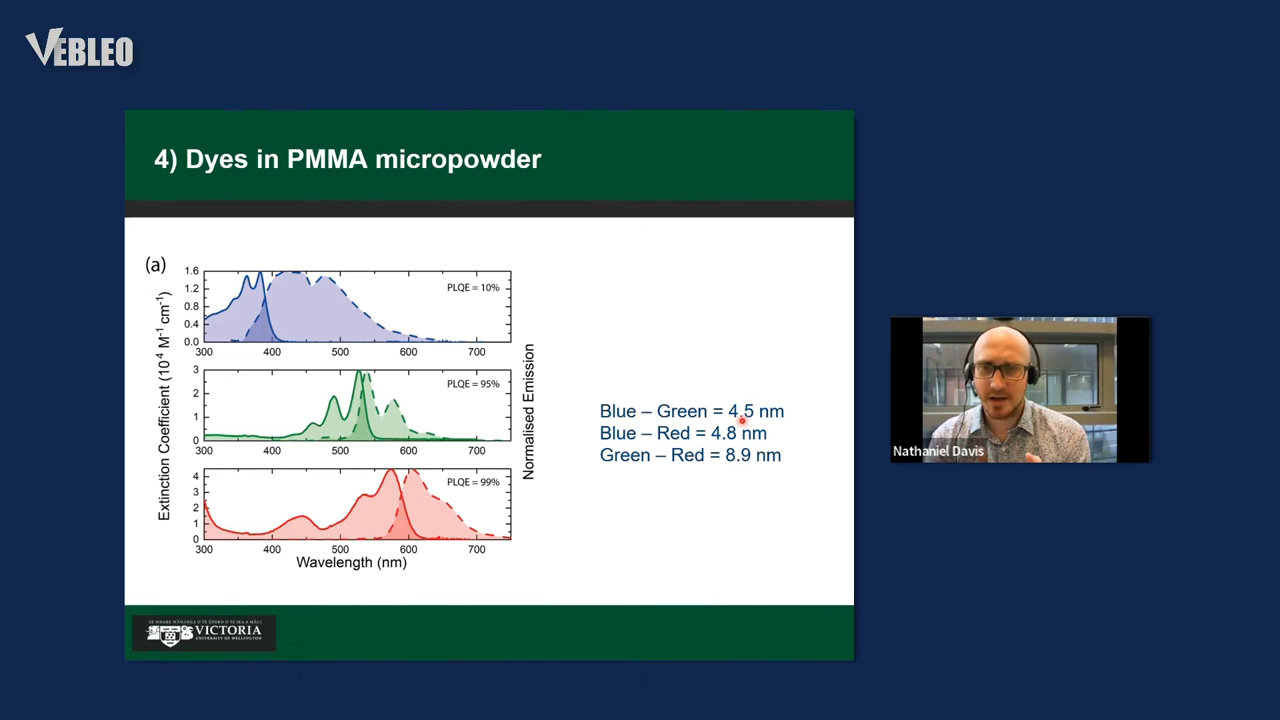 VEBLEO
4) Dyes in PMMA micropowder
(a)
Extinction Coefficient (10⁴ M⁻¹ cm⁻¹)
1.6
1.2
0.8
0.4
0.0
PLQE = 10%
300 400 500 600 700
3
2
1
0
PLQE = 95%
300 400 500 600 700
4
3
2
1
0
PLQE = 99%
300 400 500 600 700
Wavelength (nm)
Normalised Emission
Blue – Green = 4.5 nm
Blue – Red = 4.8 nm
Green – Red = 8.9 nm
Nathaniel Davis
VICTORIA
UNIVERSITY OF WELLINGTON